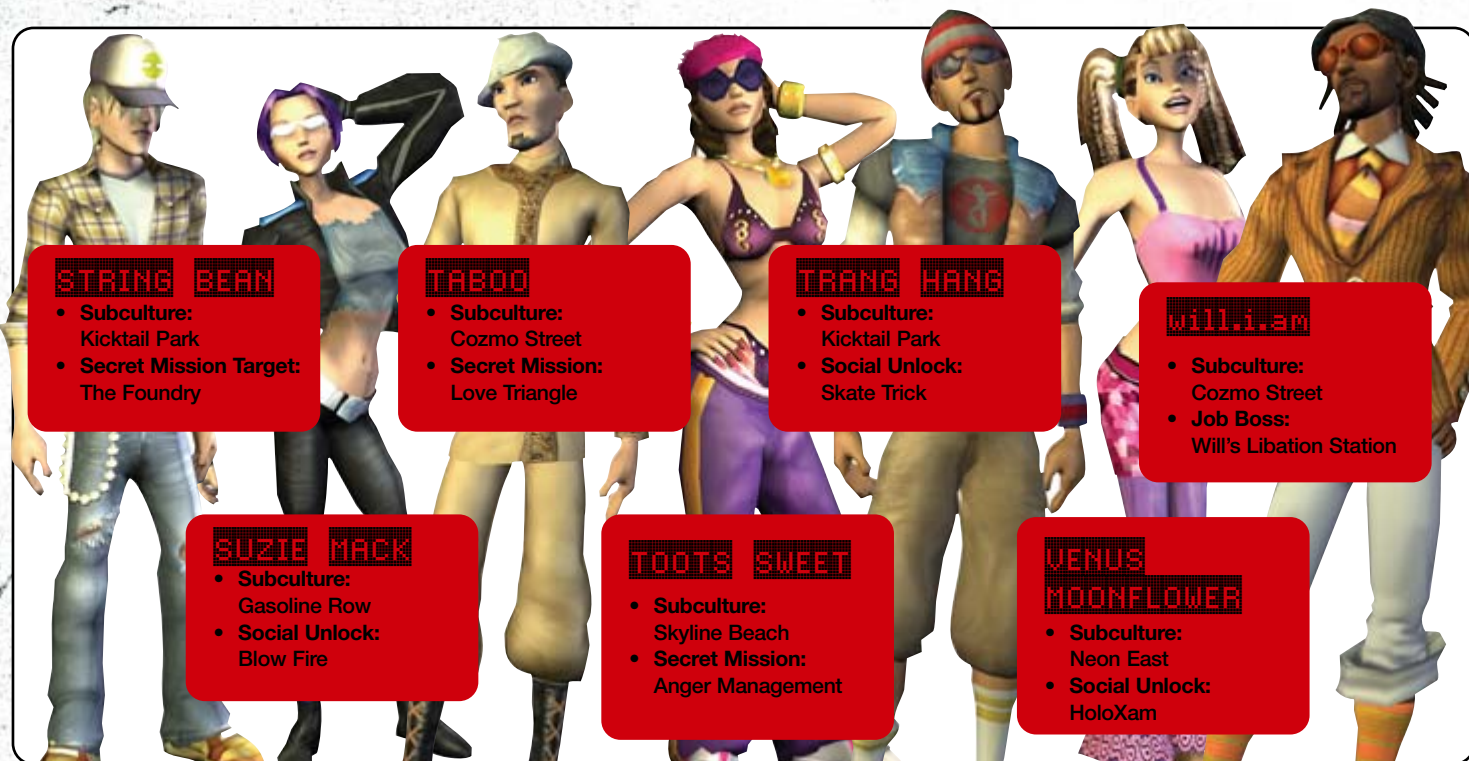 STRING BEAN
• Subculture:
Kicktail Park
• Secret Mission Target:
The Foundry
SUZIE MACK
• Subculture:
Gasoline Row
• Social Unlock:
Blow Fire
TABOO
• Subculture:
Cozmo Street
• Secret Mission:
Love Triangle
TOOTS SWEET
• Subculture:
Skyline Beach
• Secret Mission:
Anger Management
TRANG HANG
• Subculture:
Kicktail Park
• Social Unlock:
Skate Trick
VENUS
MOONFLOWER
• Subculture:
Neon East
• Social Unlock:
HoloXam
will.i.am
• Subculture:
Cozmo Street
• Job Boss:
Will's Libation Station